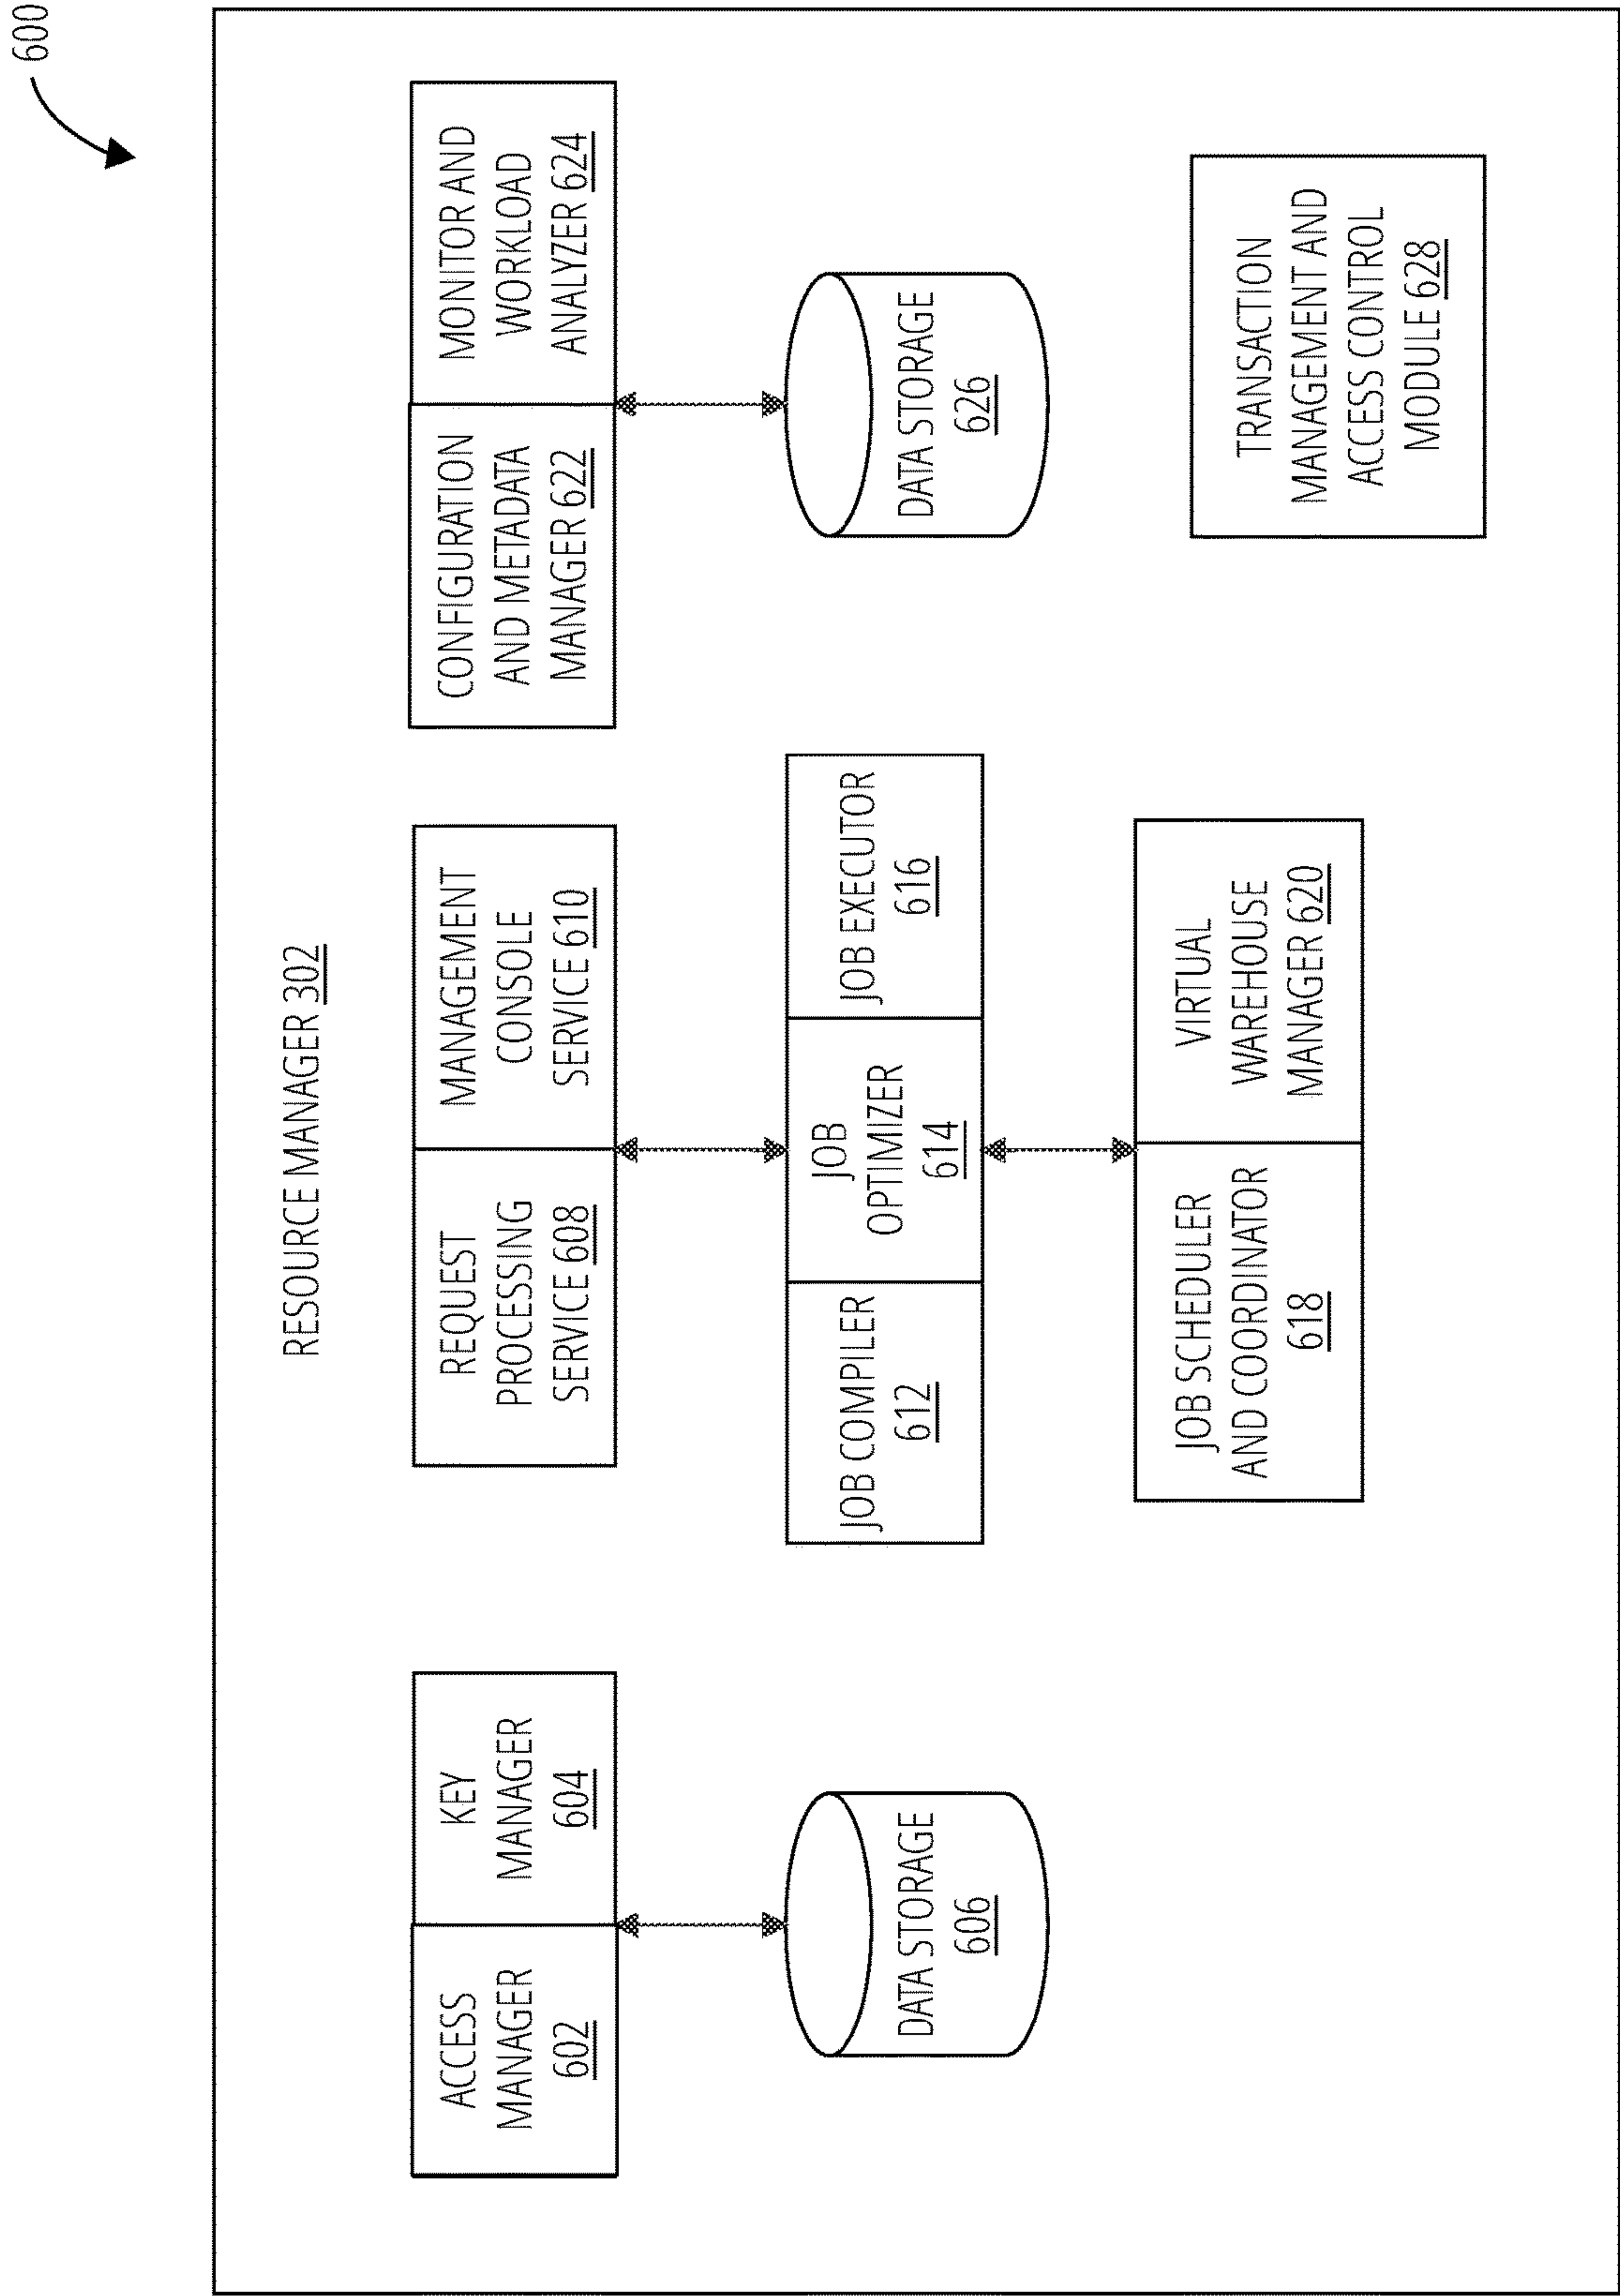 600
RESOURCE MANAGER 302
ACCESS
MANAGER
602
KEY
MANAGER
604
DATA STORAGE
606
REQUEST
PROCESSING
SERVICE 608
MANAGEMENT
CONSOLE
SERVICE 610
JOB COMPILER
612
JOB
OPTIMIZER
614
JOB EXECUTOR
616
JOB SCHEDULER
AND COORDINATOR
618
VIRTUAL
WAREHOUSE
MANAGER 620
CONFIGURATION
AND METADATA
MANAGER 622
MONITOR AND
WORKLOAD
ANALYZER 624
DATA STORAGE
626
TRANSACTION
MANAGEMENT AND
ACCESS CONTROL
MODULE 628